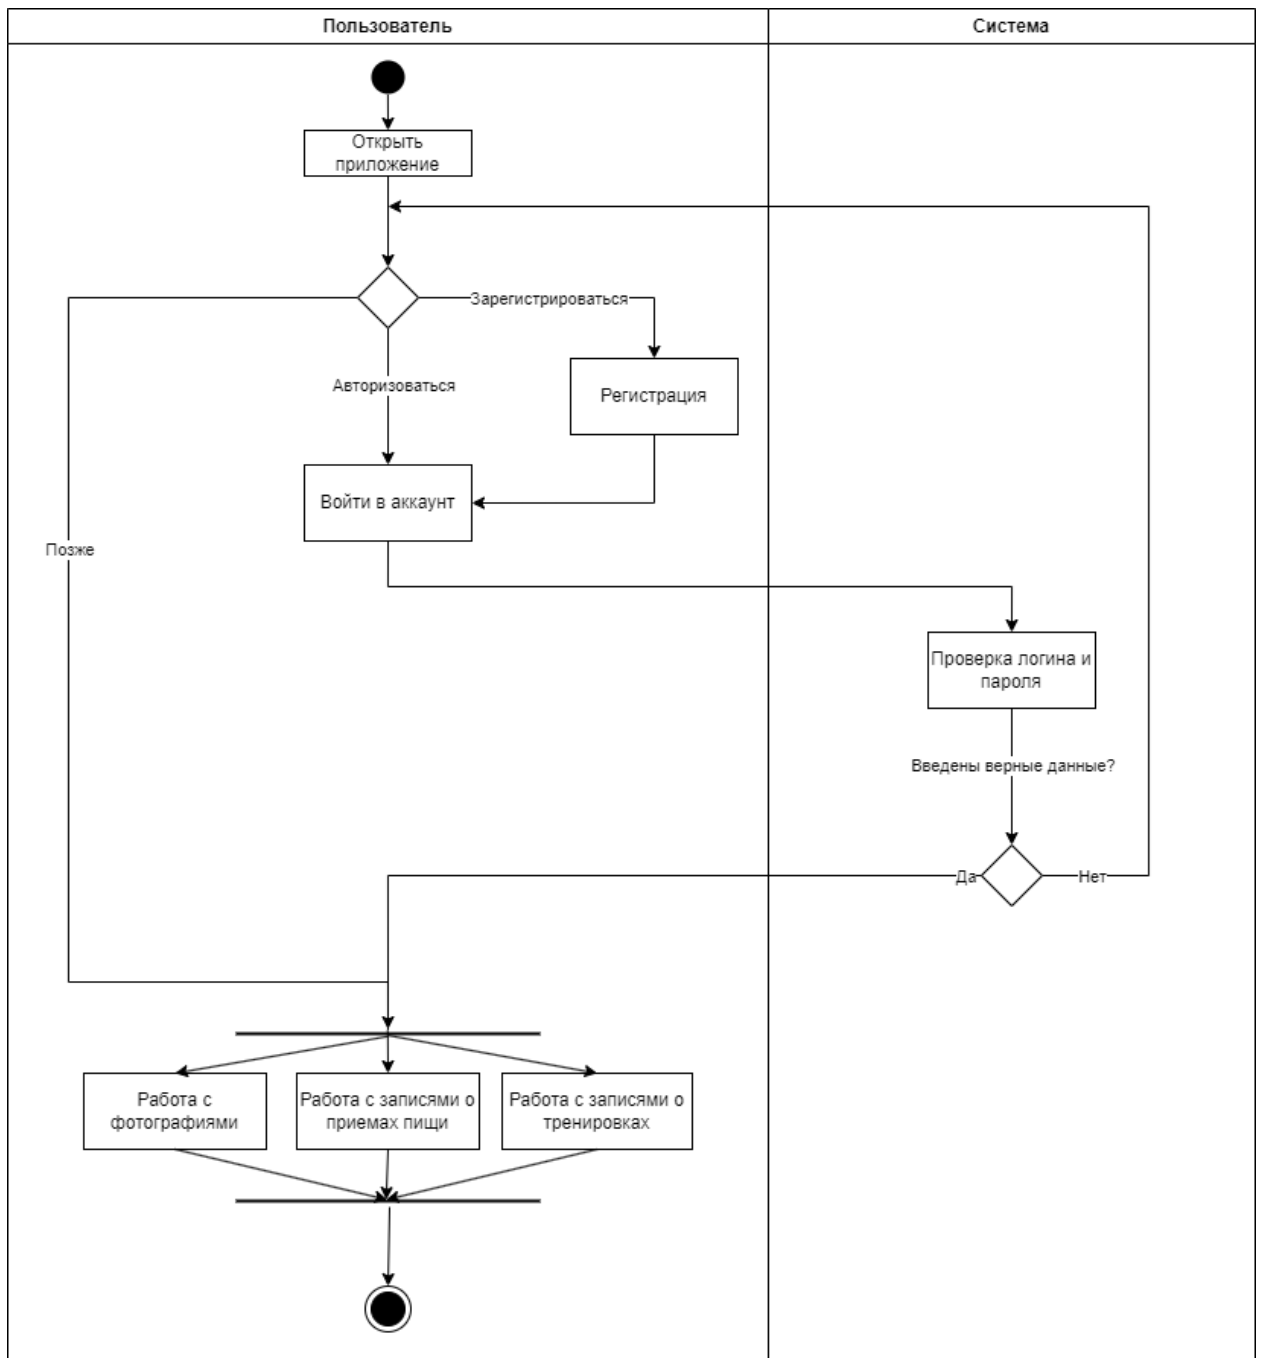 Пользователь
Система
Открыть
приложение
Зарегистрироваться
Авторизоваться
Регистрация
Войти в аккаунт
Позже
Проверка логина и
пароля
Введены верные данные?
Да
Нет
Работа с
фотографиями
Работа с записями о
приемах пищи
Работа с записями о
тренировках